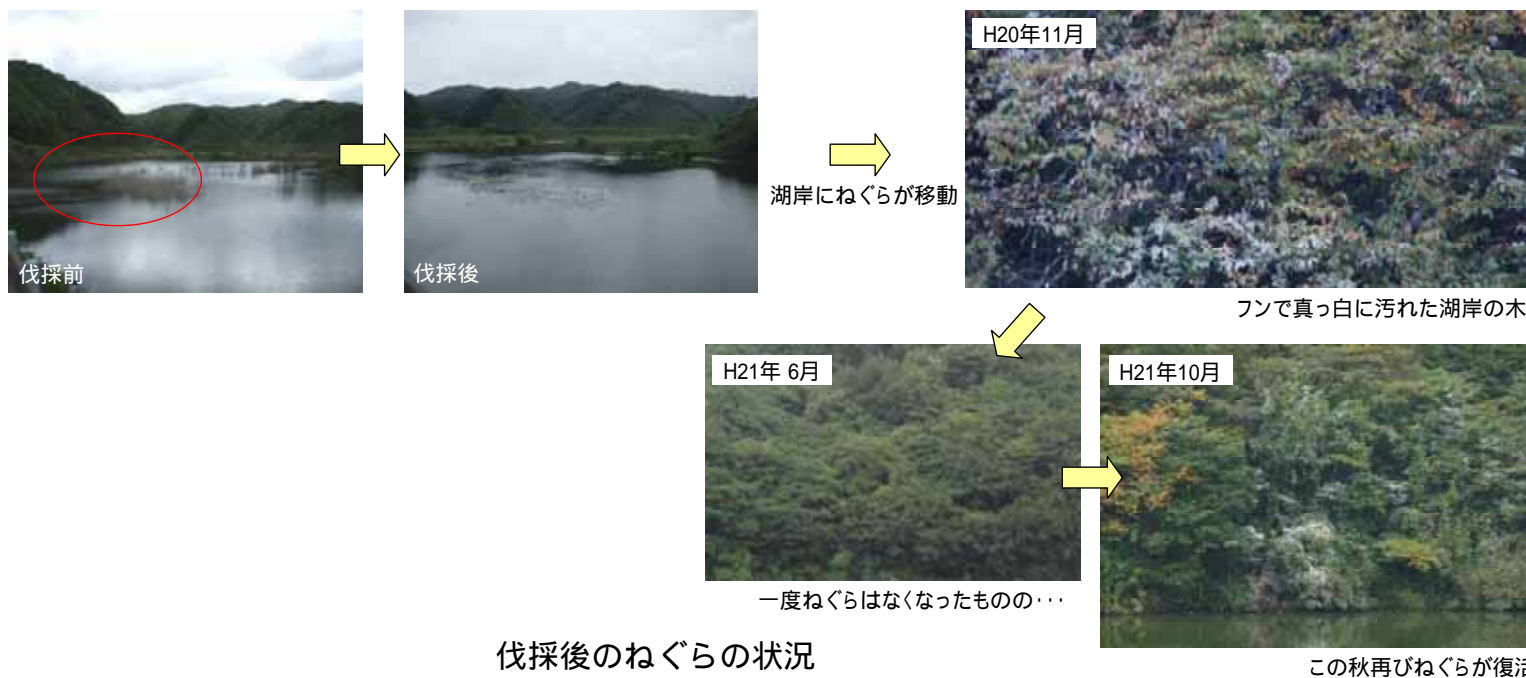 伐採前
伐採後
湖岸にねぐらが移動
H20年11月
フンで真っ白に汚れた湖岸の木
H21年 6月
一度ねぐらはなくなったものの･･･
H21年10月
この秋再びねぐらが復活
伐採後のねぐらの状況